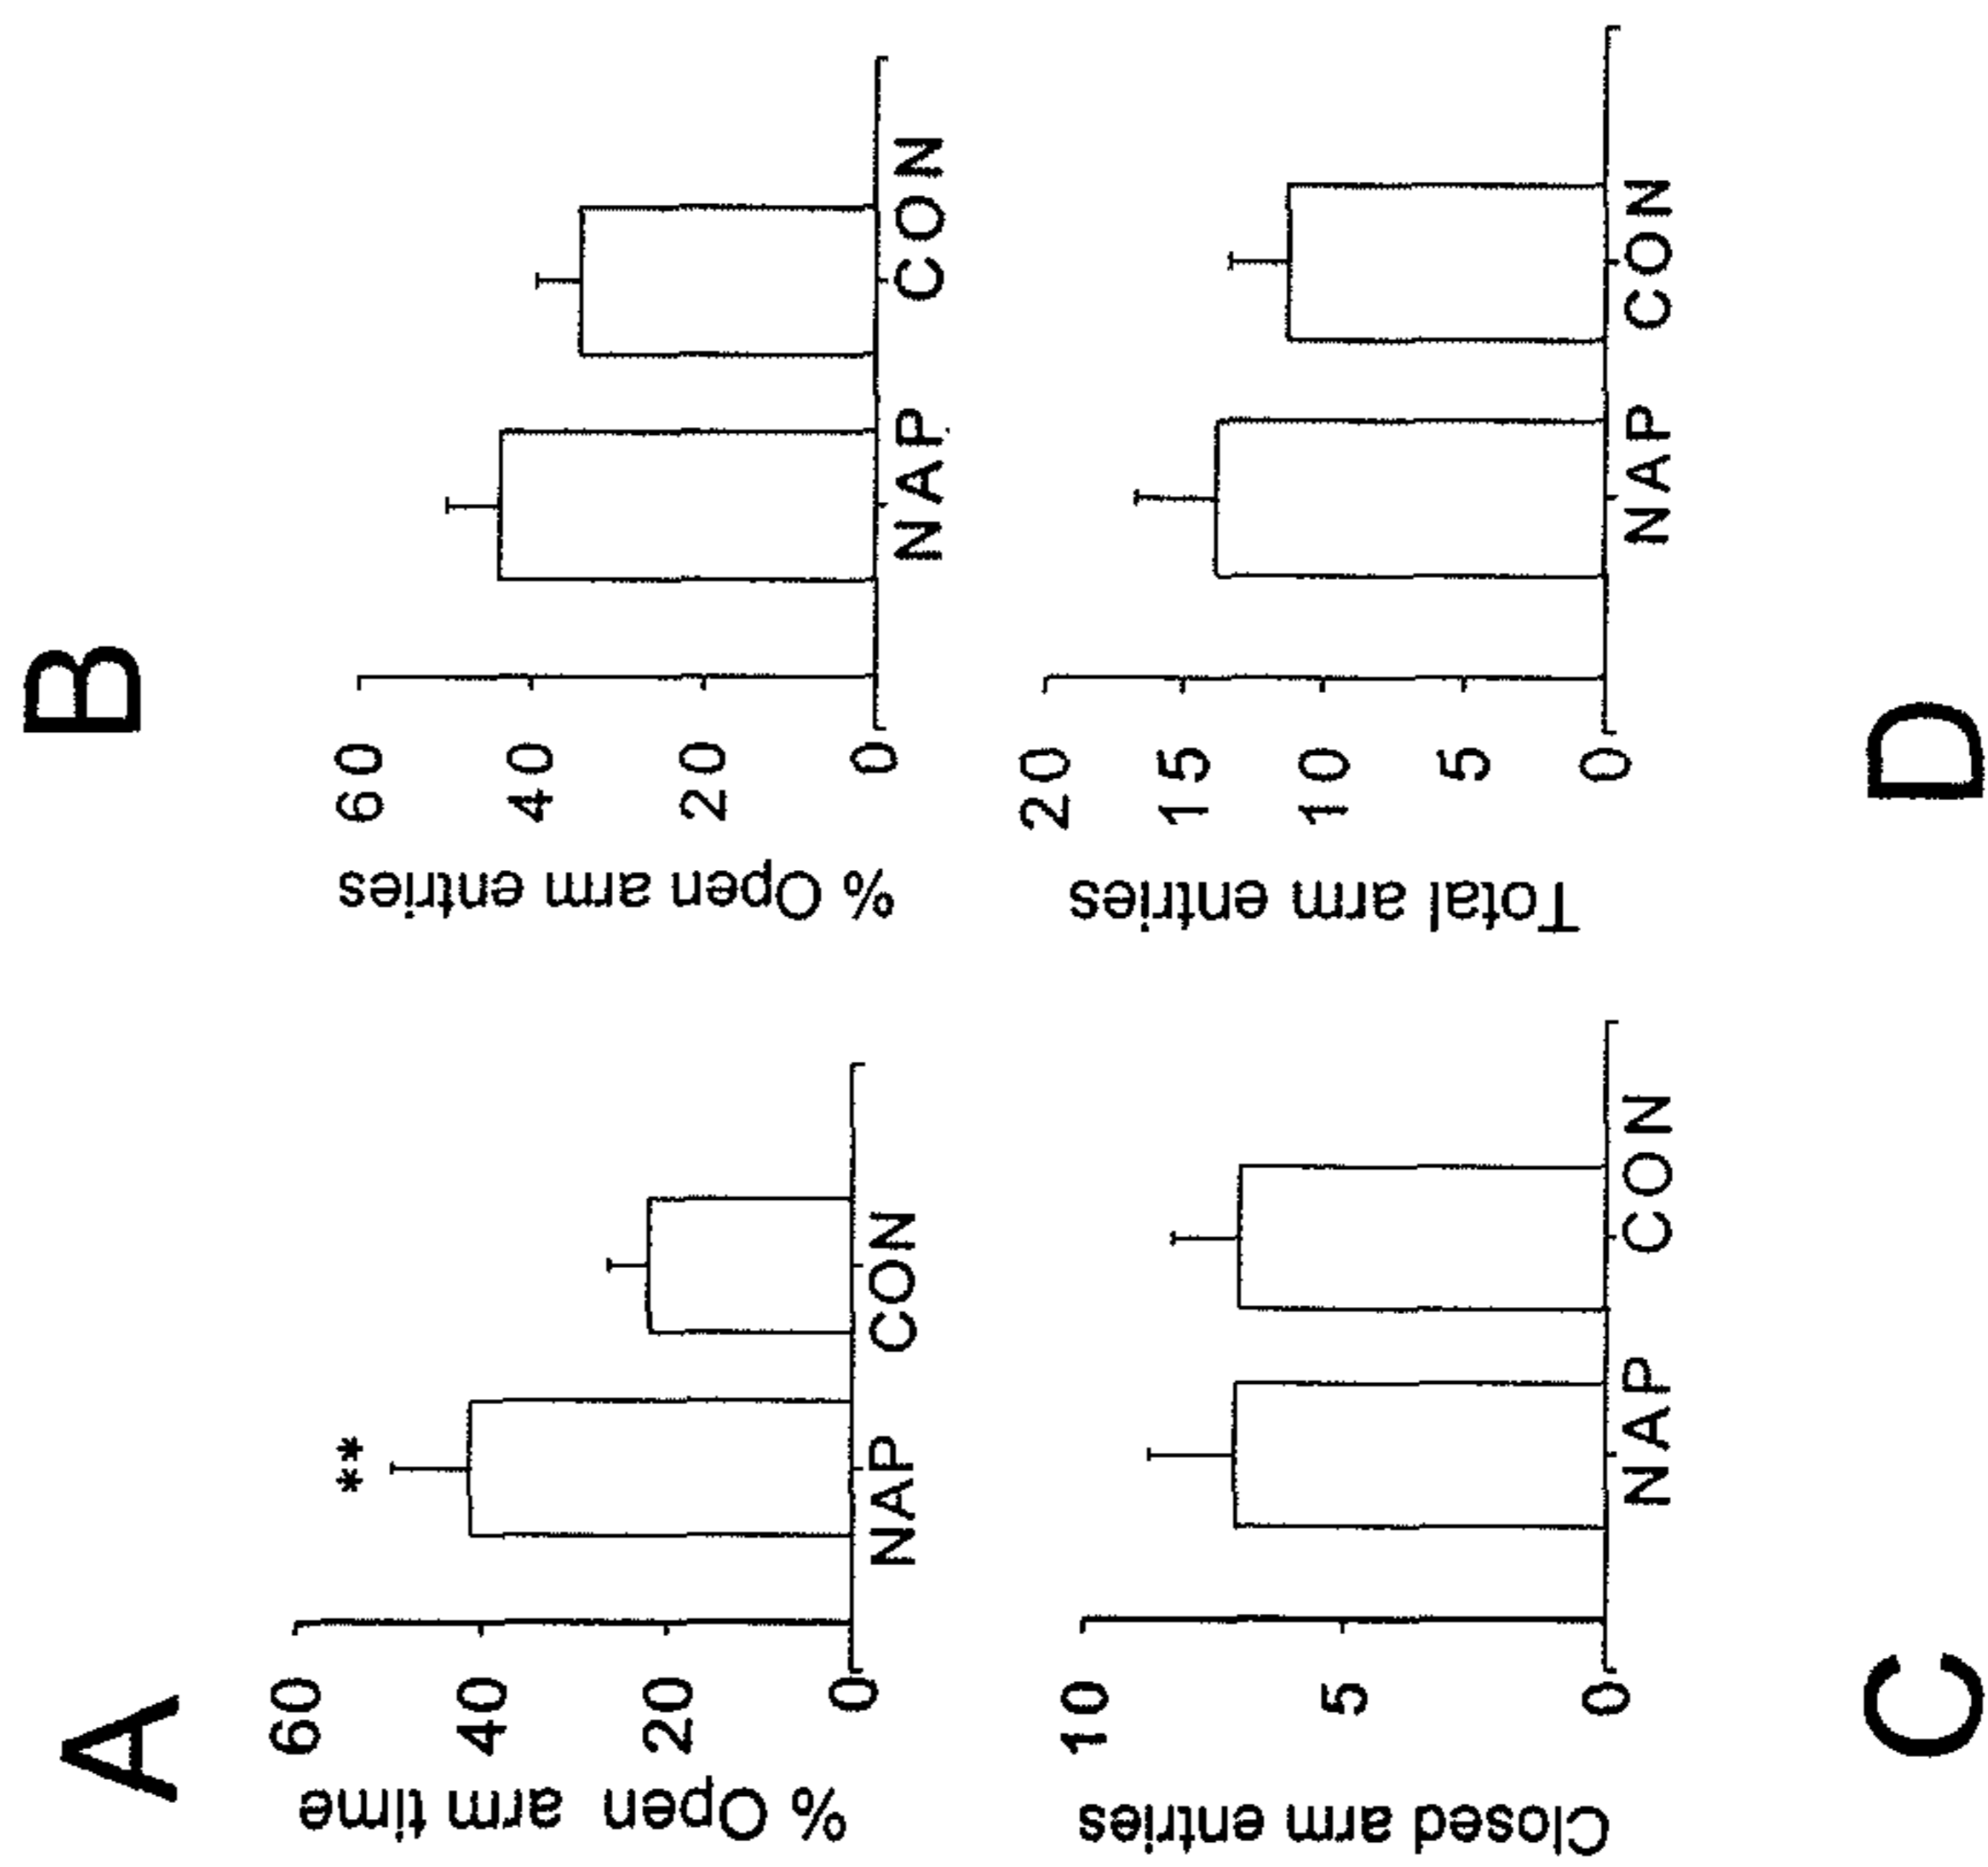 A
% Open arm time
60
40
20
0
**
NAP
CON
B
% Open arm entries
60
40
20
0
NAP
CON
Closed arm entries
10
5
0
NAP
CON
C
Total arm entries
20
15
10
5
0
NAP
CON
D